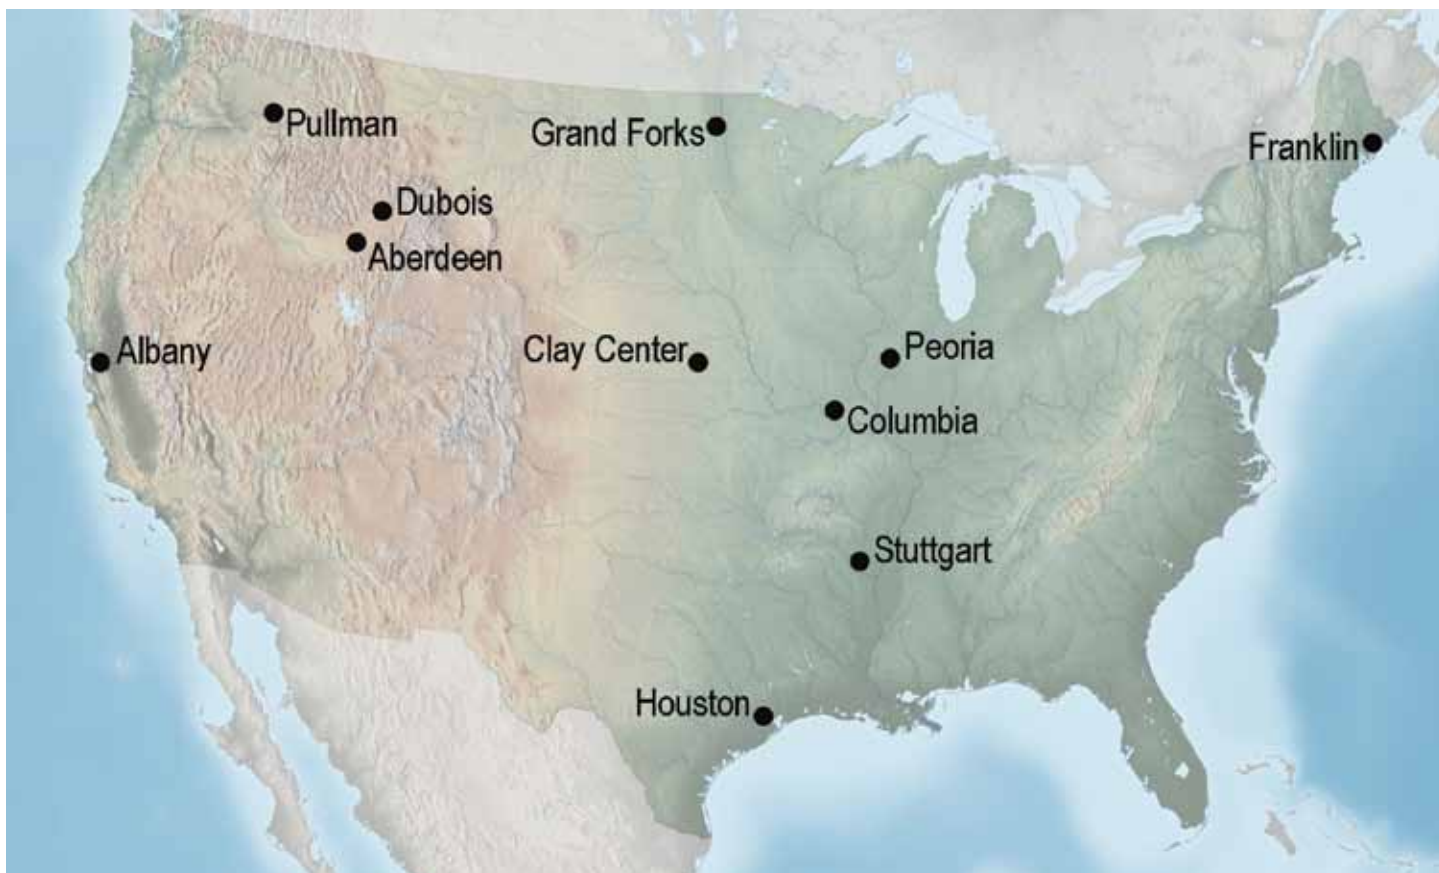 Pullman
Grand Forks
Franklin
Dubois
Aberdeen
Albany
Clay Center
Peoria
Columbia
Stuttgart
Houston